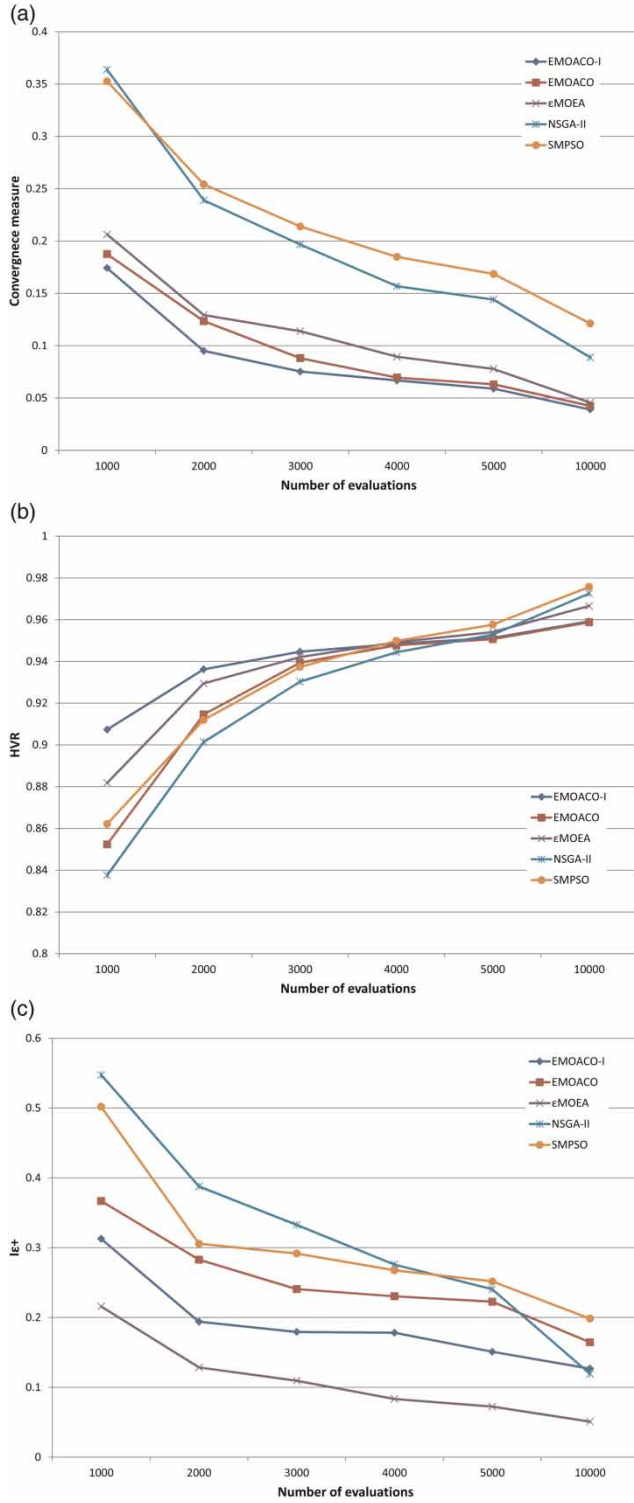 (a)
0.4
0.35
0.3
0.25
0.2
0.15
0.1
0.05
0
Convergnece measure
EMOACO-I
EMOACO
εMOEA
NSGA-II
SMPSO
1000 2000 3000 4000 5000 10000
Number of evaluations
(b)
1
0.98
0.96
0.94
0.92
0.9
0.88
0.86
0.84
0.82
0.8
HVR
EMOACO-I
EMOACO
εMOEA
NSGA-II
SMPSO
1000 2000 3000 4000 5000 10000
Number of evaluations
(c)
0.6
0.5
0.4
0.3
0.2
0.1
0
Iε+
EMOACO-I
EMOACO
εMOEA
NSGA-II
SMPSO
1000 2000 3000 4000 5000 10000
Number of evaluations